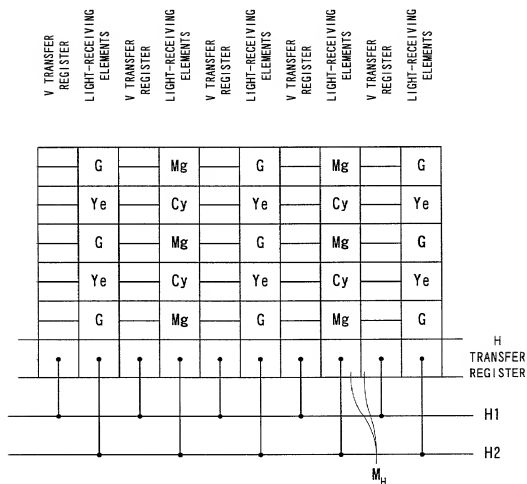 V TRANSFER REGISTER
LIGHT-RECEIVING ELEMENTS
V TRANSFER REGISTER
LIGHT-RECEIVING ELEMENTS
V TRANSFER REGISTER
LIGHT-RECEIVING ELEMENTS
V TRANSFER REGISTER
LIGHT-RECEIVING ELEMENTS
V TRANSFER REGISTER
LIGHT-RECEIVING ELEMENTS
G Mg G Mg G
Ye Cy Ye Cy Ye
G Mg G Mg G
Ye Cy Ye Cy Ye
G Mg G Mg G
H
TRANSFER
REGISTER
H1
H2
MH